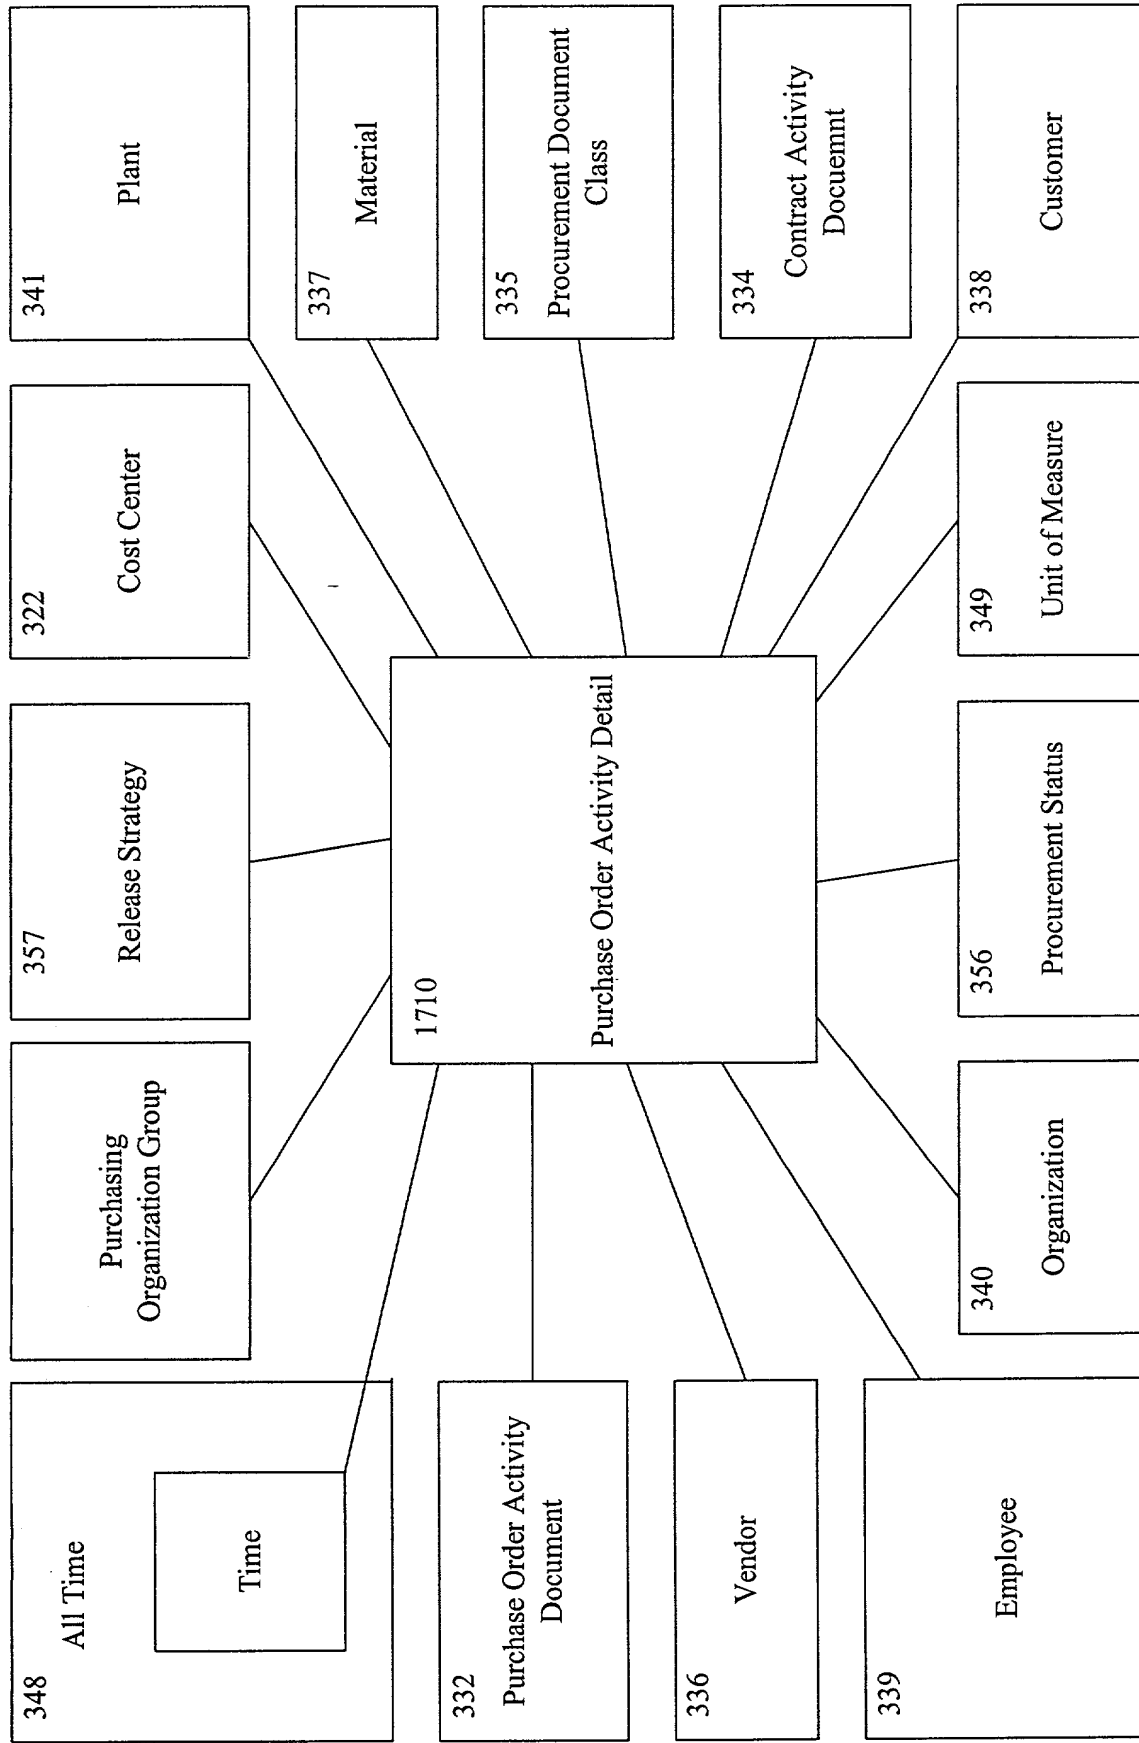 348
All Time
Time
Purchasing
Organization Group
357
Release Strategy
322
Cost Center
341
Plant
332
Purchase Order Activity
Document
336
Vendor
339
Employee
1710
Purchase Order Activity Detail
337
Material
335
Procurement Document
Class
334
Contract Activity
Docuemnt
340
Organization
356
Procurement Status
349
Unit of Measure
338
Customer